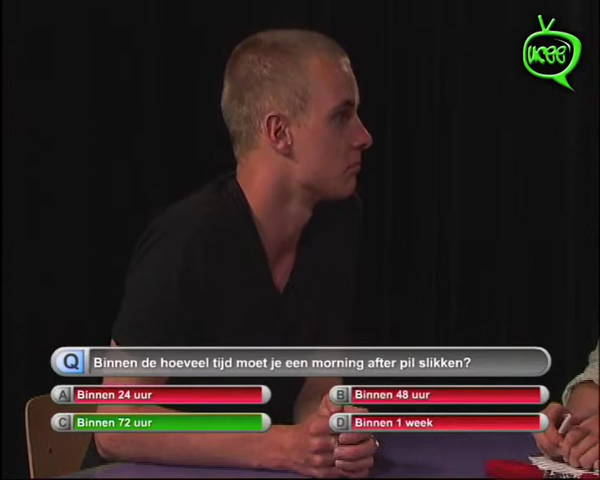 ucee
Q Binnen de hoeveel tijd moet je een morning after pil slikken?
A Binnen 24 uur
B Binnen 48 uur
C Binnen 72 uur
D Binnen 1 week